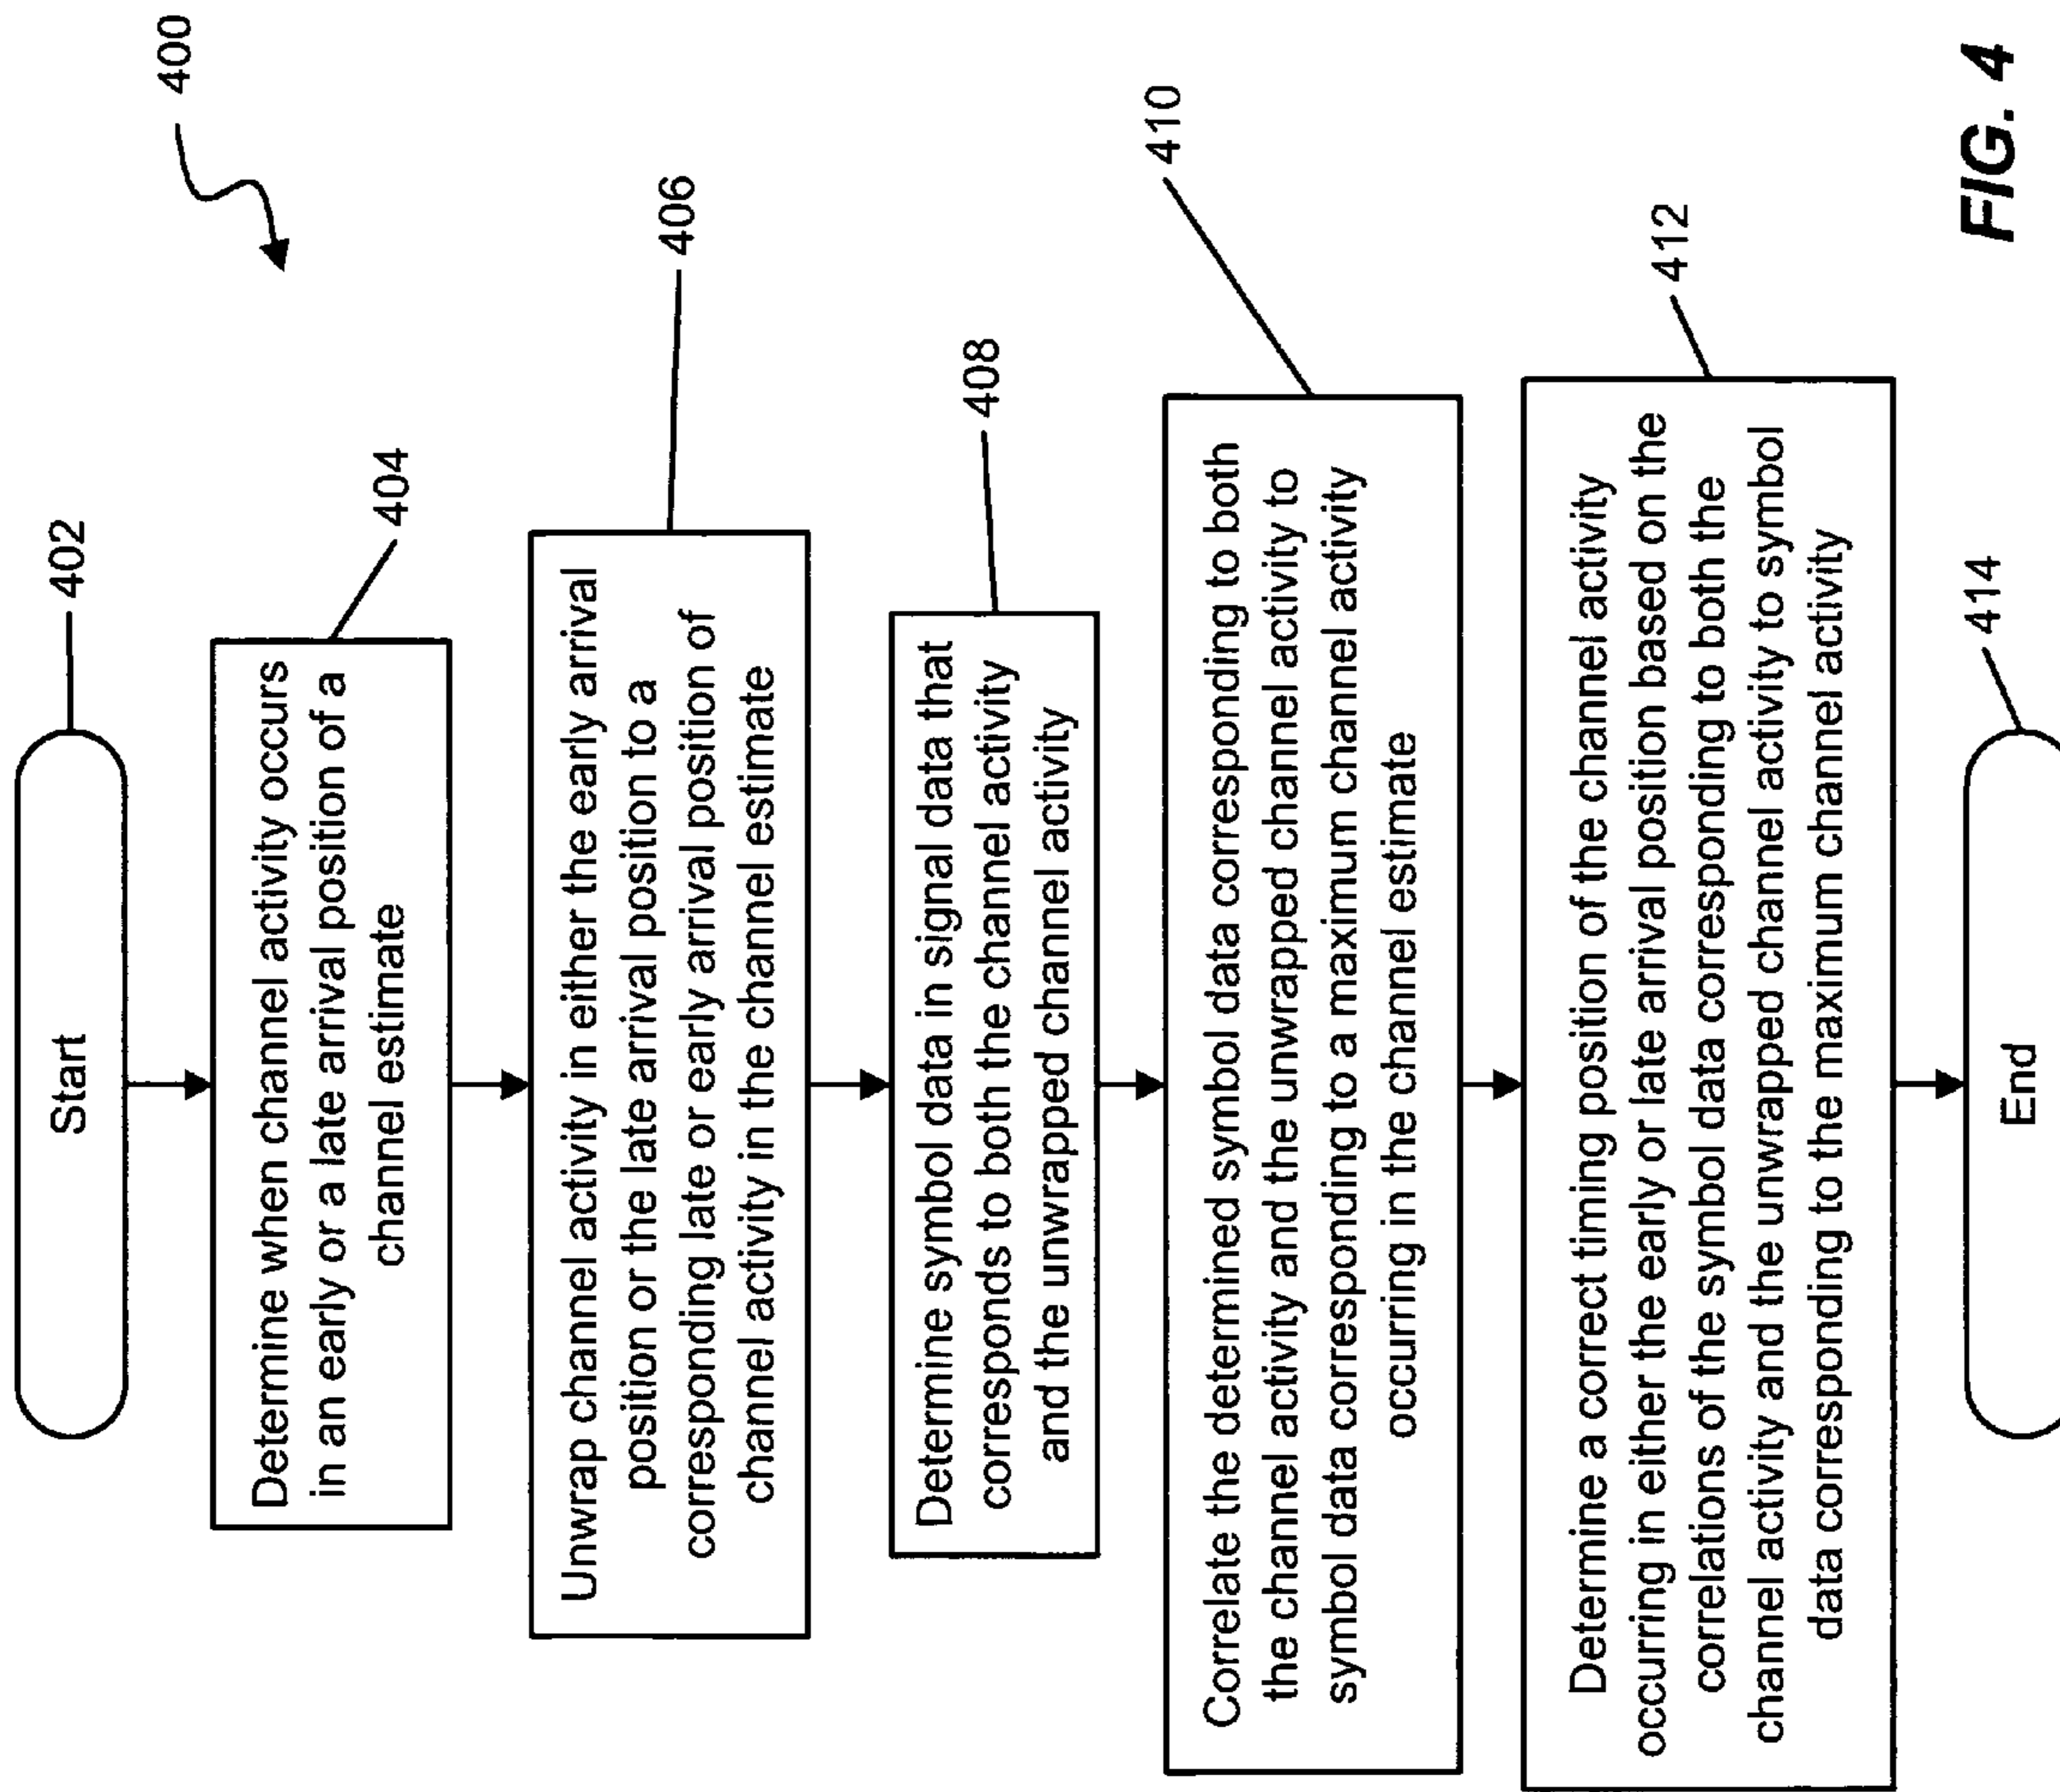 400
Start
402
Determine when channel activity occurs
in an early or a late arrival position of a
channel estimate
404
Unwrap channel activity in either the early arrival
position or the late arrival position to a
corresponding late or early arrival position of
channel activity in the channel estimate
406
Determine symbol data in signal data that
corresponds to both the channel activity
and the unwrapped channel activity
408
Correlate the determined symbol data corresponding to both
the channel activity and the unwrapped channel activity to
symbol data corresponding to a maximum channel activity
occurring in the channel estimate
410
Determine a correct timing position of the channel activity
occurring in either the early or late arrival position based on the
correlations of the symbol data corresponding to both the
channel activity and the unwrapped channel activity to symbol
data corresponding to the maximum channel activity
412
End
414
FIG. 4